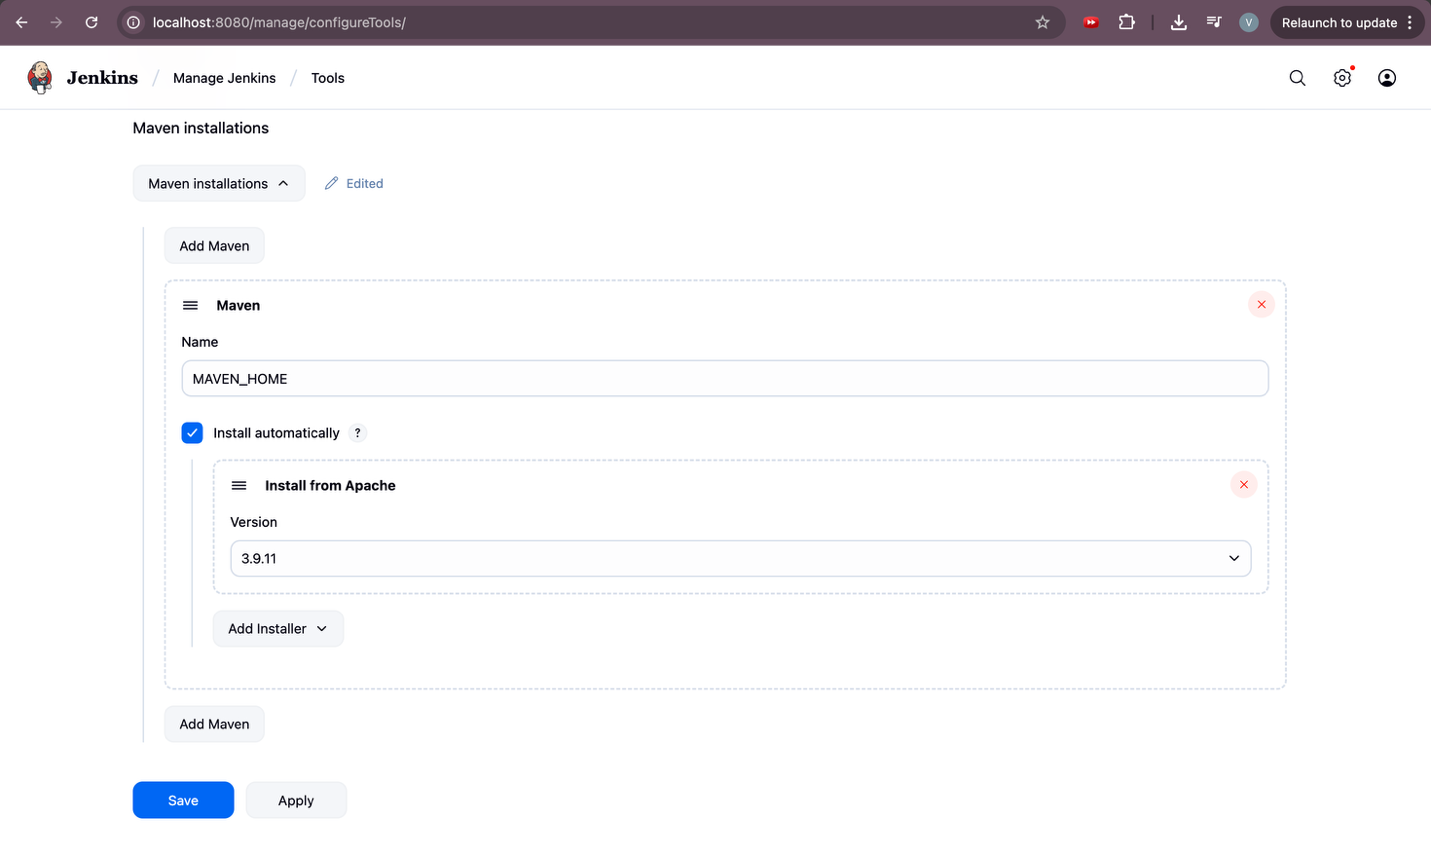 localhost:8080/manage/configureTools/
V
Relaunch to update
Jenkins / Manage Jenkins / Tools
Maven installations
Maven installations
Edited
Add Maven
Maven
Name
MAVEN_HOME
Install automatically ?
Install from Apache
Version
3.9.11
Add Installer
Add Maven
Save
Apply